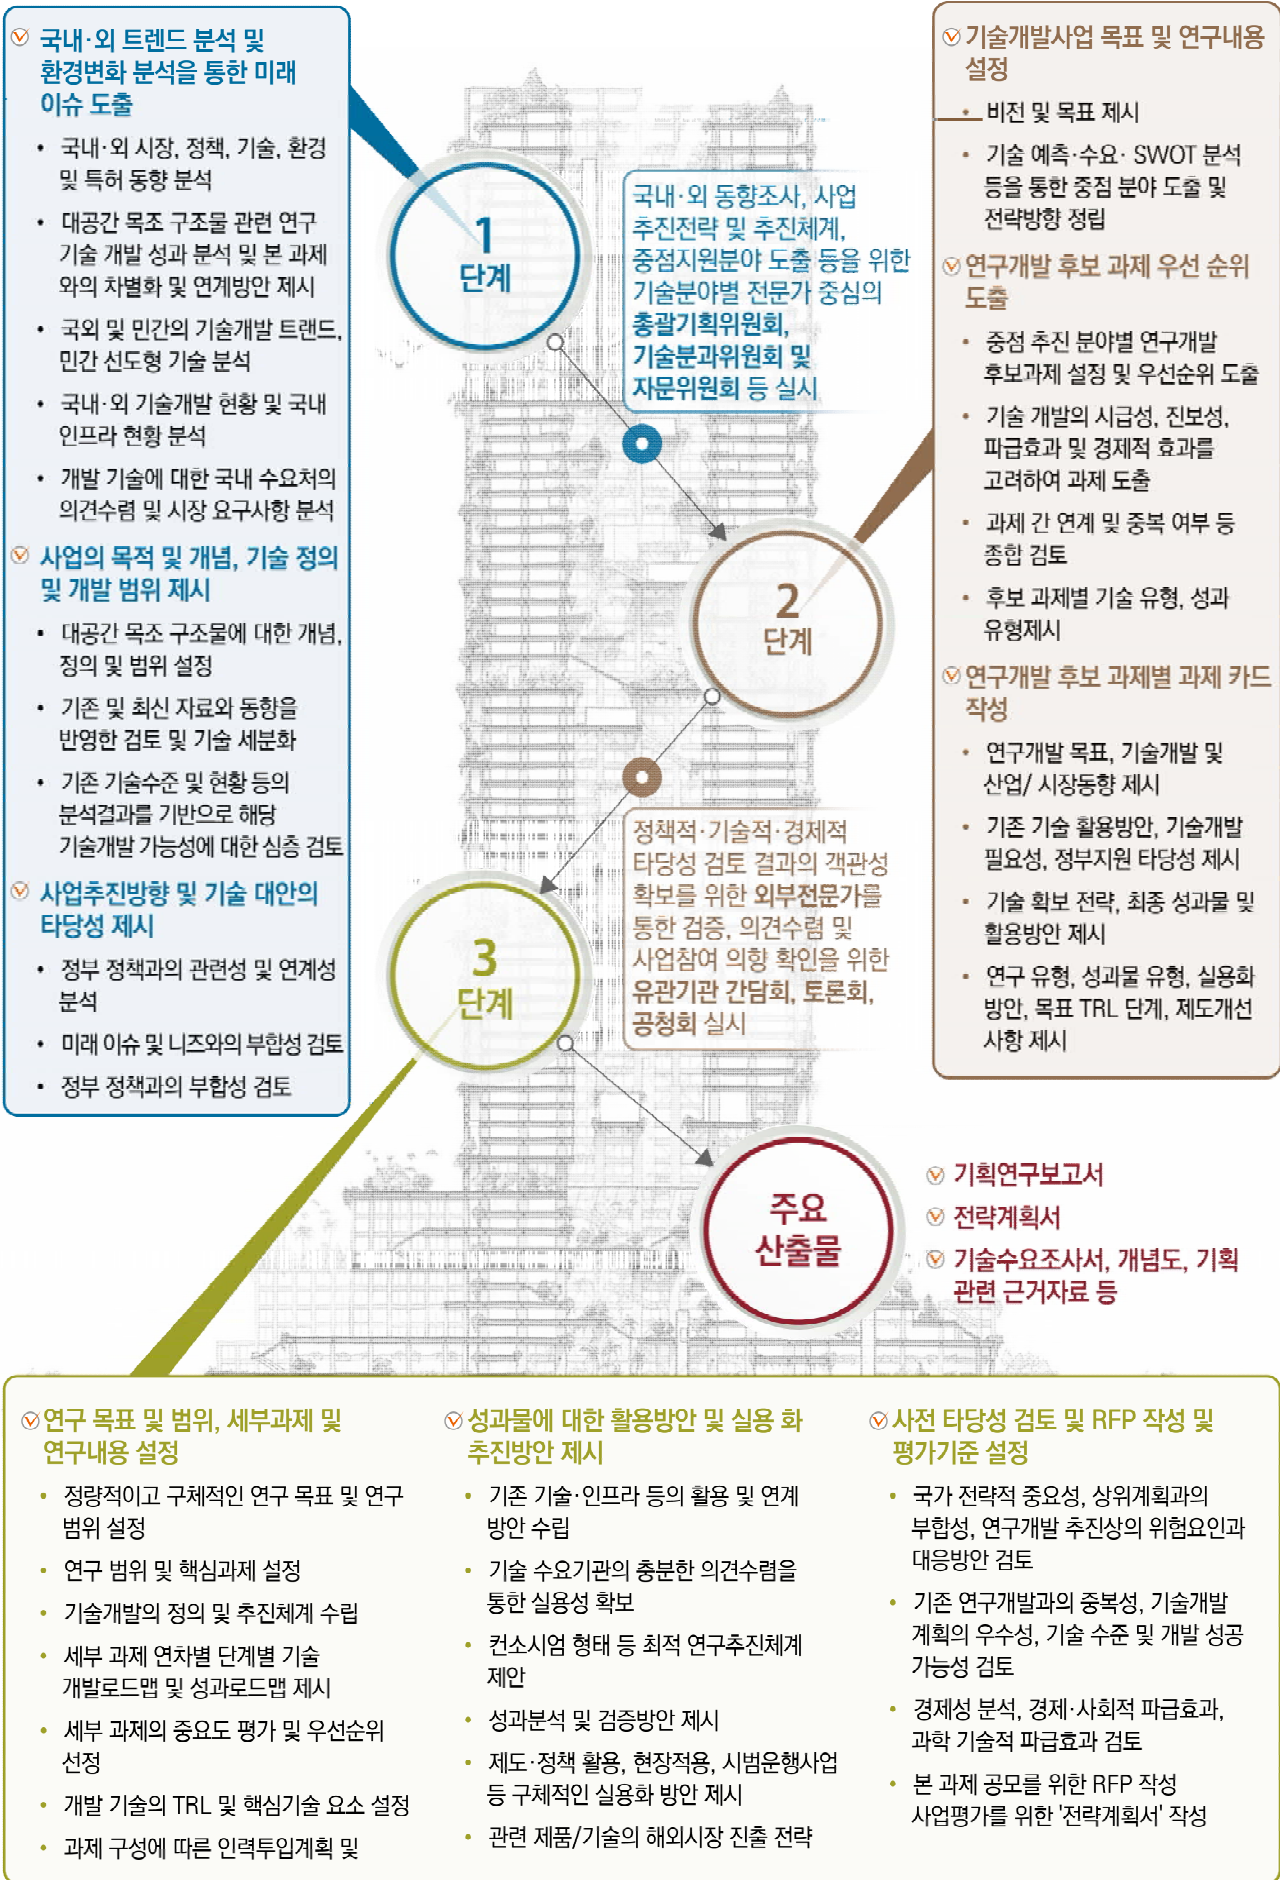 국내·외 트렌드 분석 및
환경변화 분석을 통한 미래
이슈 도출
• 국내·외 시장, 정책, 기술, 환경
및 특허 동향 분석
• 대공간 목조 구조물 관련 연구
기술 개발 성과 분석 및 본 과제
와의 차별화 및 연계방안 제시
• 국외 및 민간의 기술개발 트랜드,
민간 선도형 기술 분석
• 국내·외 기술개발 현황 및 국내
인프라 현황 분석
• 개발 기술에 대한 국내 수요처의
의견수렴 및 시장 요구사항 분석
사업의 목적 및 개념, 기술 정의
및 개발 범위 제시
• 대공간 목조 구조물에 대한 개념,
정의 및 범위 설정
• 기존 및 최신 자료와 동향을
반영한 검토 및 기술 세분화
• 기존 기술수준 및 현황 등의
분석결과를 기반으로 해당
기술개발 가능성에 대한 심층 검토
사업추진방향 및 기술 대안의
타당성 제시
• 정부 정책과의 관련성 및 연계성
분석
• 미래 이슈 및 니즈와의 부합성 검토
• 정부 정책과의 부합성 검토
1
단계
국내·외 동향조사, 사업
추진전략 및 추진체계,
중점지원분야 도출 등을 위한
기술분야별 전문가 중심의
총괄기획위원회,
기술분과위원회 및
자문위원회 등 실시
기술개발사업 목표 및 연구내용
설정
• 비전 및 목표 제시
• 기술 예측·수요· SWOT 분석
등을 통한 중점 분야 도출 및
전략방향 정립
연구개발 후보 과제 우선 순위
도출
• 중점 추진 분야별 연구개발
후보과제 설정 및 우선순위 도출
• 기술 개발의 시급성, 진보성,
파급효과 및 경제적 효과를
고려하여 과제 도출
• 과제 간 연계 및 중복 여부 등
종합 검토
• 후보 과제별 기술 유형, 성과
유형제시
연구개발 후보 과제별 과제 카드
작성
• 연구개발 목표, 기술개발 및
산업/ 시장동향 제시
• 기존 기술 활용방안, 기술개발
필요성, 정부지원 타당성 제시
• 기술 확보 전략, 최종 성과물 및
활용방안 제시
• 연구 유형, 성과물 유형, 실용화
방안, 목표 TRL 단계, 제도개선
사항 제시
2
단계
정책적·기술적·경제적
타당성 검토 결과의 객관성
확보를 위한 외부전문가를
통한 검증, 의견수렴 및
사업참여 의향 확인을 위한
유관기관 간담회, 토론회,
공청회 실시
3
단계
주요
산출물
기획연구보고서
전략계획서
기술수요조사서, 개념도, 기획
관련 근거자료 등
연구 목표 및 범위, 세부과제 및
연구내용 설정
• 정량적이고 구체적인 연구 목표 및 연구
범위 설정
• 연구 범위 및 핵심과제 설정
• 기술개발의 정의 및 추진체계 수립
• 세부 과제 연차별 단계별 기술
개발로드맵 및 성과로드맵 제시
• 세부 과제의 중요도 평가 및 우선순위
선정
• 개발 기술의 TRL 및 핵심기술 요소 설정
• 과제 구성에 따른 인력투입계획 및
성과물에 대한 활용방안 및 실용 화
추진방안 제시
• 기존 기술·인프라 등의 활용 및 연계
방안 수립
• 기술 수요기관의 충분한 의견수렴을
통한 실용성 확보
• 컨소시엄 형태 등 최적 연구추진체계
제안
• 성과분석 및 검증방안 제시
• 제도·정책 활용, 현장적용, 시범운행사업
등 구체적인 실용화 방안 제시
• 관련 제품/기술의 해외시장 진출 전략
사전 타당성 검토 및 RFP 작성 및
평가기준 설정
• 국가 전략적 중요성, 상위계획과의
부합성, 연구개발 추진상의 위험요인과
대응방안 검토
• 기존 연구개발과의 중복성, 기술개발
계획의 우수성, 기술 수준 및 개발 성공
가능성 검토
• 경제성 분석, 경제·사회적 파급효과,
과학 기술적 파급효과 검토
• 본 과제 공모를 위한 RFP 작성
사업평가를 위한 '전략계획서' 작성